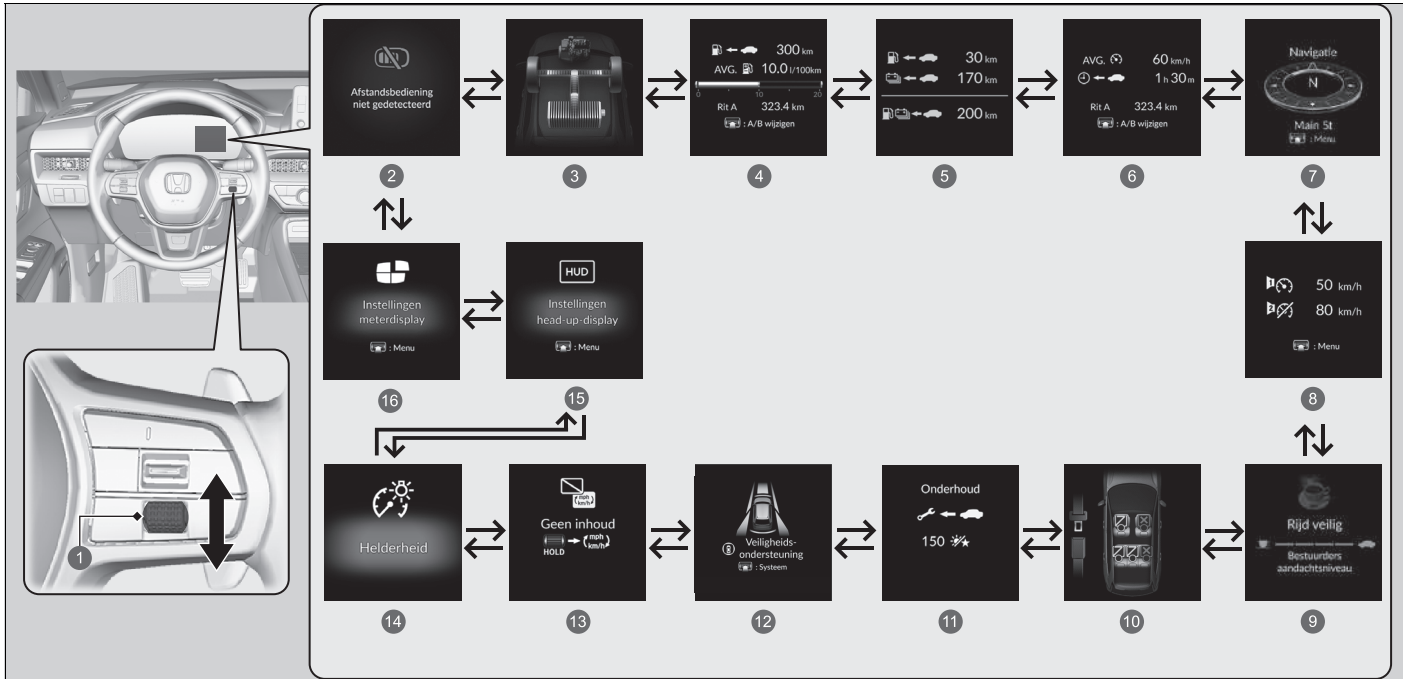 Afstandsbediening
niet gedetecteerd
2
3
300 km
AVG. 10.0 l/100km
0 10 20
Rit A 323.4 km
: A/B wijzigen
4
30 km
170 km
200 km
5
AVG. 60 km/h
1 h 30 m
Rit A 323.4 km
: A/B wijzigen
6
Navigatie
N
Main St
: Menu
7
Instellingen
meterdisplay
: Menu
16
HUD
Instellingen
head-up-display
: Menu
15
1 50 km/h
2 80 km/h
: Menu
8
1
Helderheid
14
mph
km/h
Geen inhoud
HOLD
mph
km/h
13
Veiligheids-
ondersteuning
: Systeem
12
Onderhoud
150
11
10
Rijd veilig
Bestuurders
aandachtsniveau
9